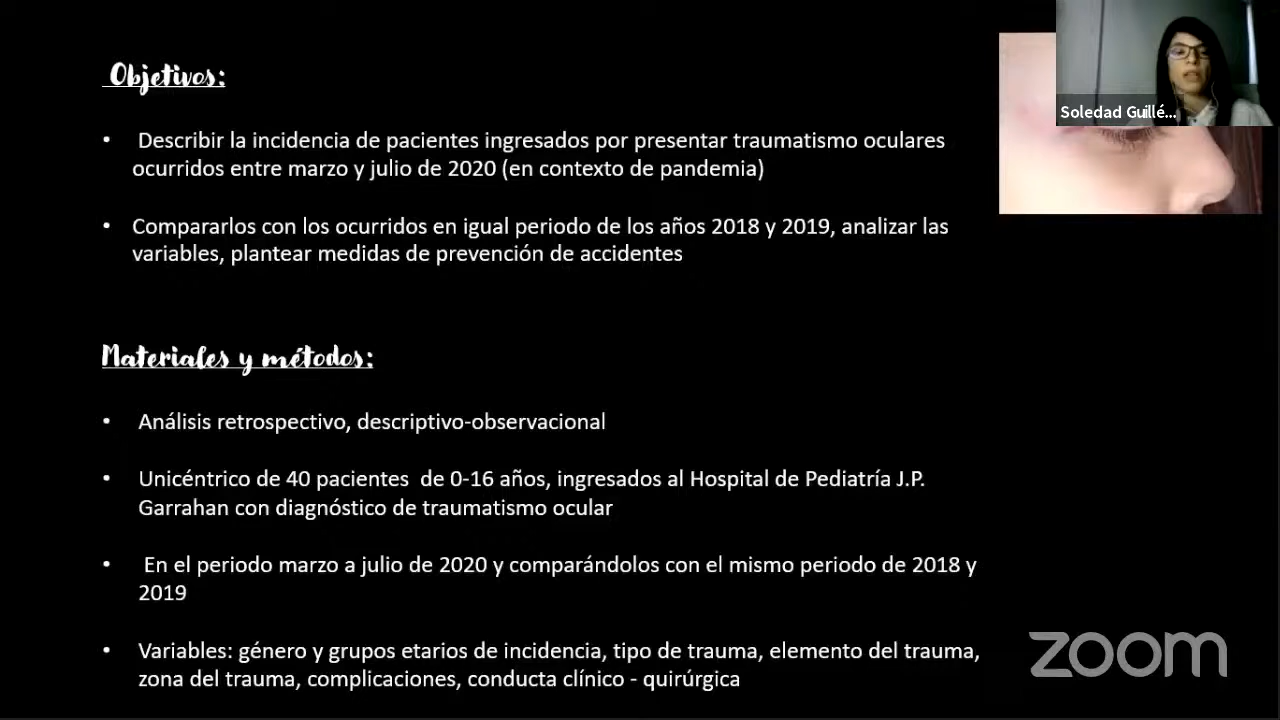 Objetivos:
• Describir la incidencia de pacientes ingresados por presentar traumatismo oculares
ocurridos entre marzo y julio de 2020 (en contexto de pandemia)
• Compararlos con los ocurridos en igual periodo de los años 2018 y 2019, analizar las
variables, plantear medidas de prevención de accidentes
Materiales y métodos:
• Análisis retrospectivo, descriptivo-observacional
• Unicéntrico de 40 pacientes de 0-16 años, ingresados al Hospital de Pediatría J.P.
Garrahan con diagnóstico de traumatismo ocular
• En el periodo marzo a julio de 2020 y comparándolos con el mismo periodo de 2018 y
2019
• Variables: género y grupos etarios de incidencia, tipo de trauma, elemento del trauma,
zona del trauma, complicaciones, conducta clínico - quirúrgica
Soledad Guillé...
zoom